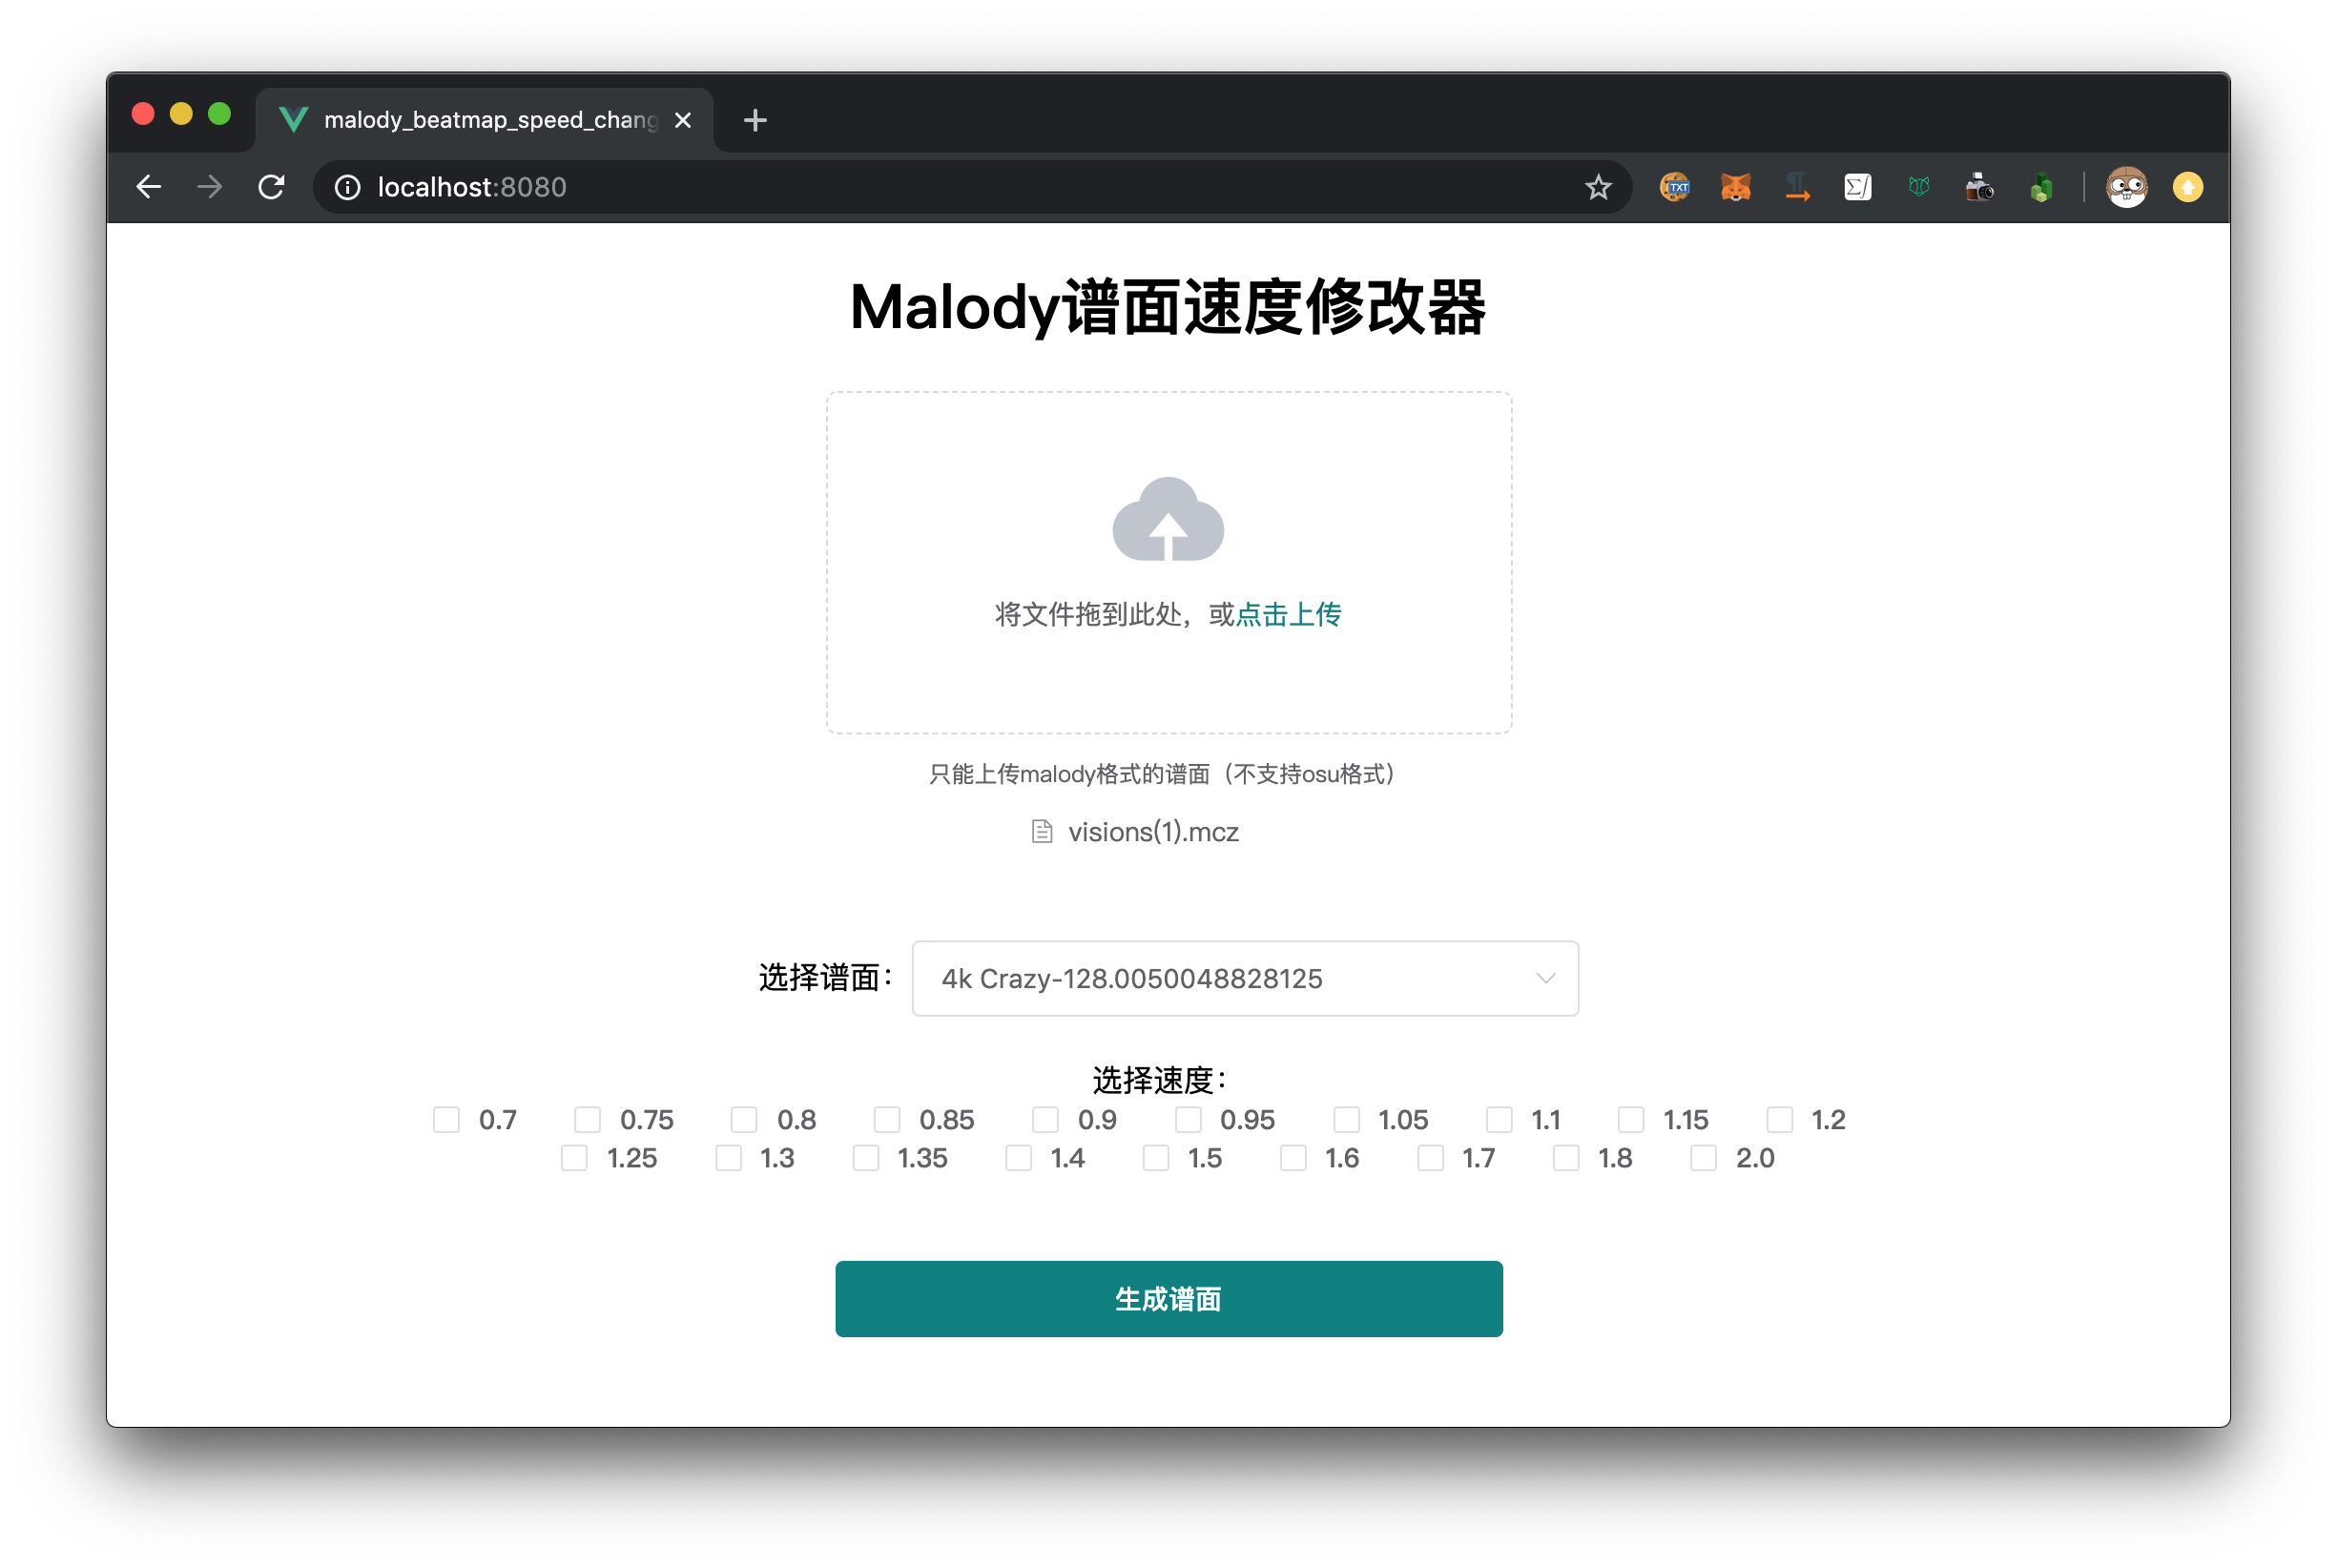 malody_beatmap_speed_chang
localhost:8080
TXT
Malody谱面速度修改器
将文件拖到此处，或点击上传
只能上传malody格式的谱面（不支持osu格式）
visions(1).mcz
选择谱面：
4k Crazy-128.0050048828125
选择速度：
0.7 0.75 0.8 0.85 0.9 0.95 1.05 1.1 1.15 1.2
1.25 1.3 1.35 1.4 1.5 1.6 1.7 1.8 2.0
生成谱面